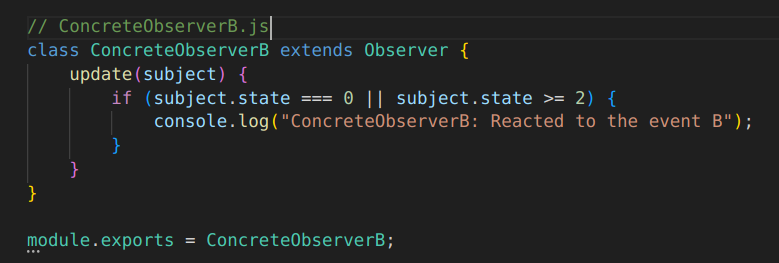 // ConcreteObserverB.js
class ConcreteObserverB extends Observer {
    update(subject) {
        if (subject.state === 0 || subject.state >= 2) {
            console.log("ConcreteObserverB: Reacted to the event B");
        }
    }
}
module.exports = ConcreteObserverB;